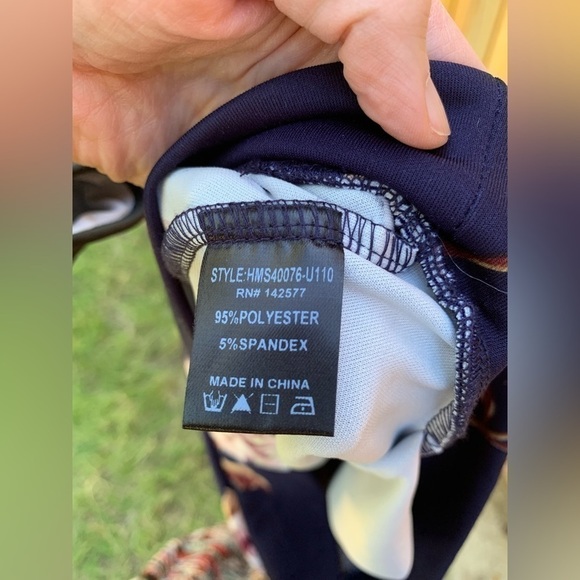 STYLE:HMS40076-U110
RN# 142577
95%POLYESTER
5%SPANDEX
MADE IN CHINA